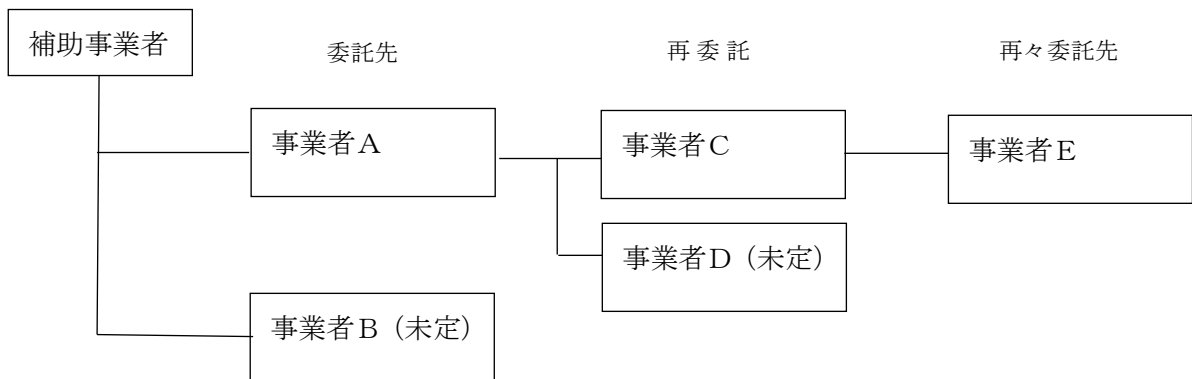 補助事業者
委託先
再委託
再々委託先
事業者A
事業者C
事業者E
事業者D（未定）
事業者B（未定）